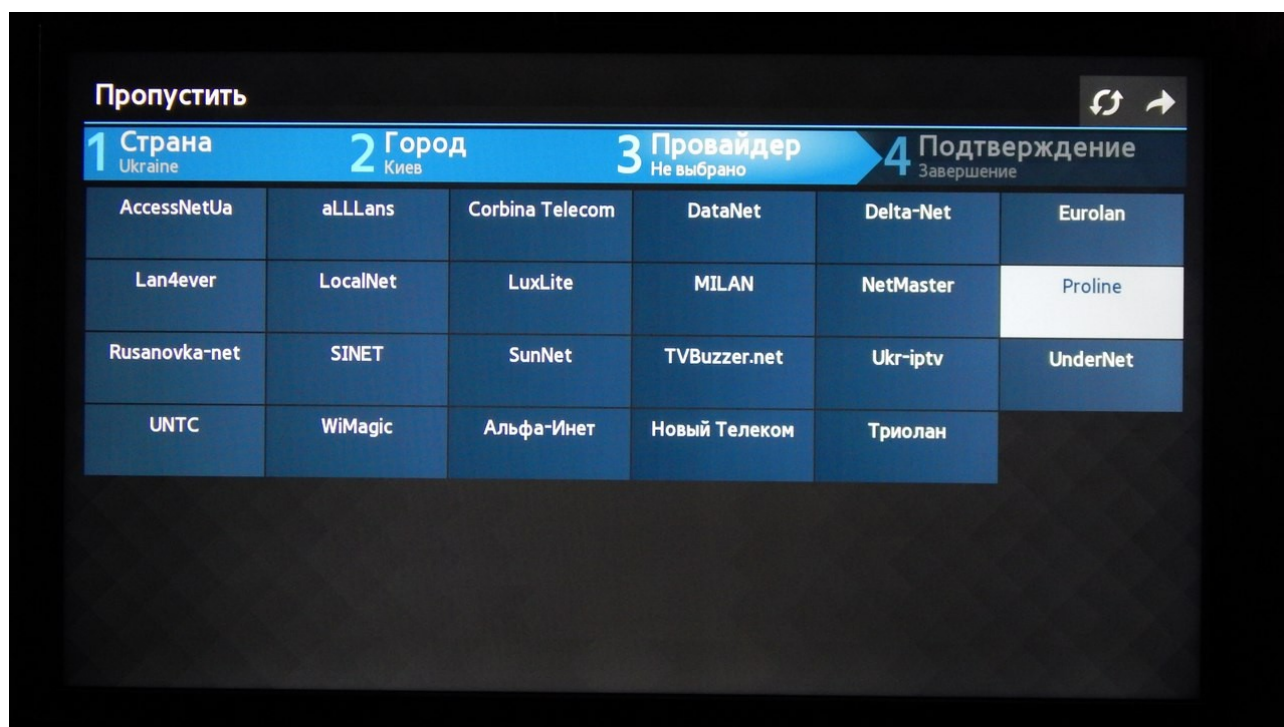 Пропустить
1 Страна 2 Город 3 Провайдер 4 Подтверждение
Ukraine Киев Не выбрано Завершение
AccessNetUa aLLLans Corbina Telecom DataNet Delta-Net Eurolan
Lan4ever LocalNet LuxLite MILAN NetMaster Proline
Rusanovka-net SINET SunNet TVBuzzer.net Ukr-iptv UnderNet
UNTC WiMagic Альфа-Инет Новый Телеком Триолан